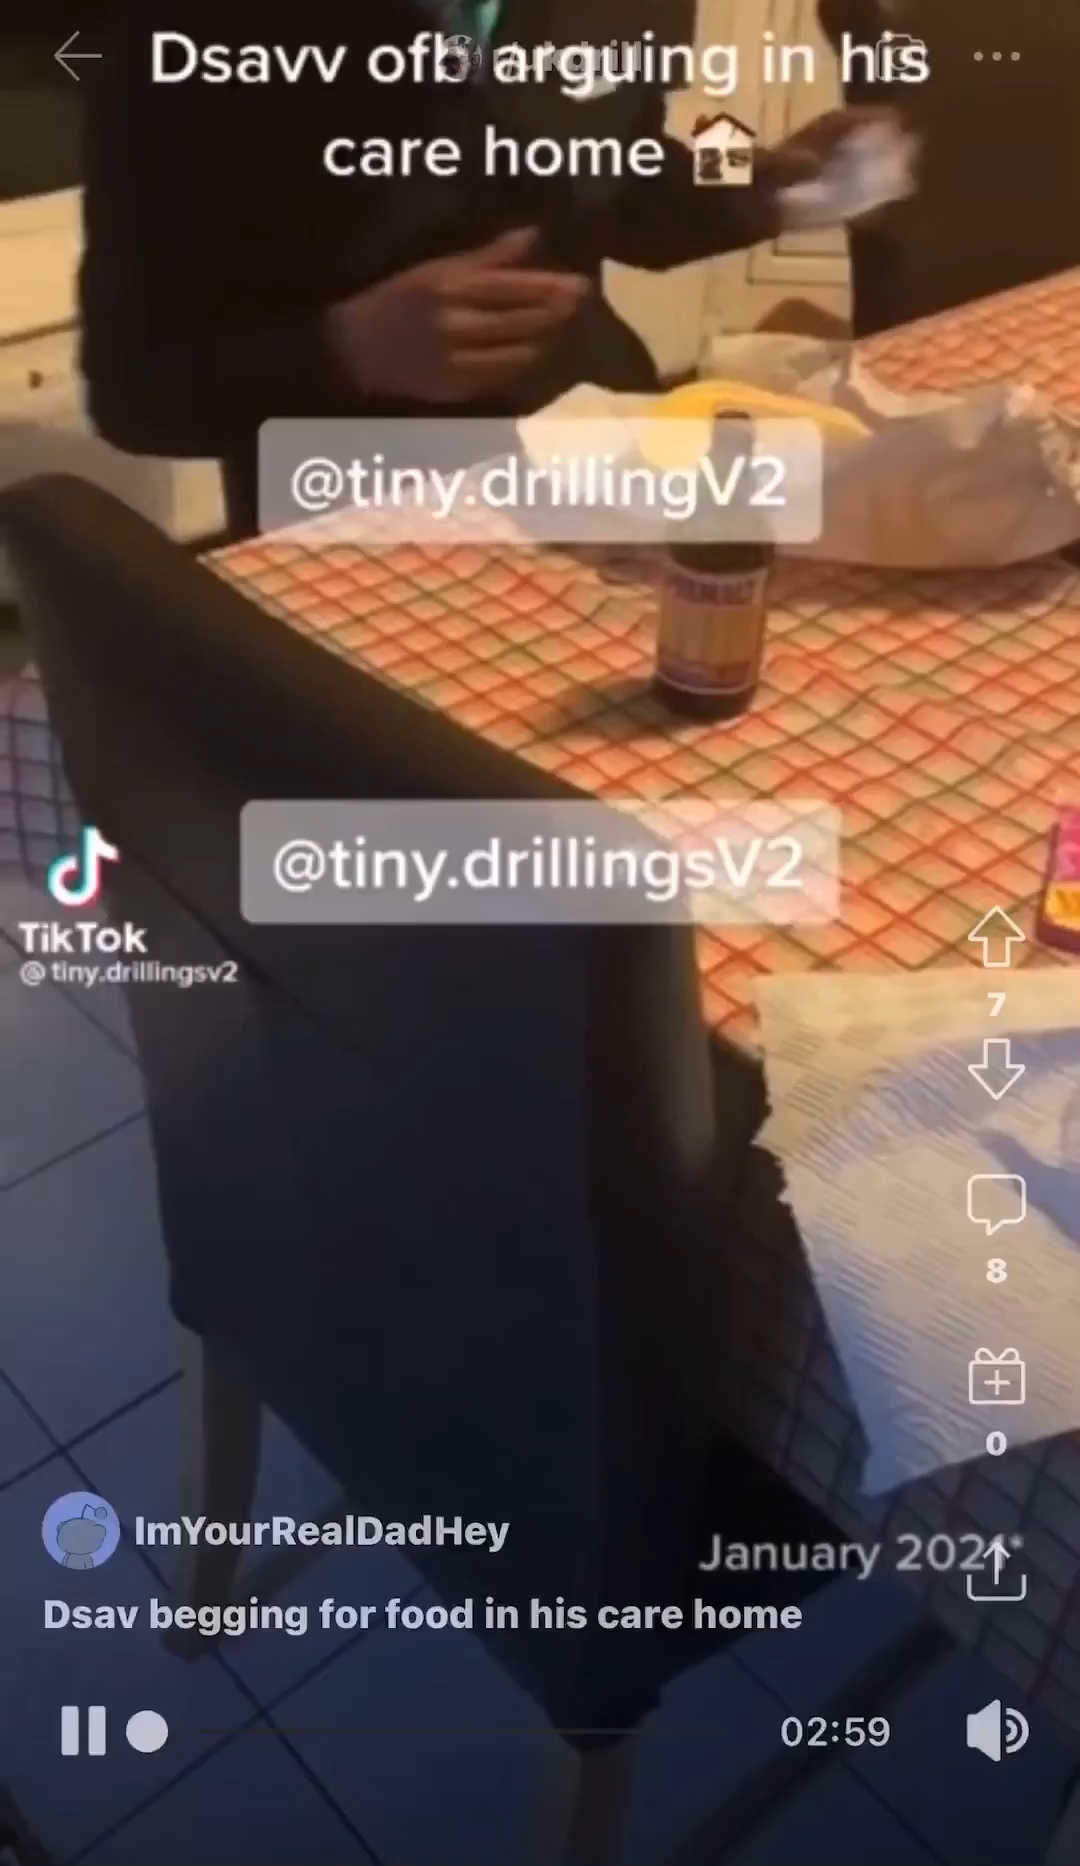 Dsavv ofb arguing in his
care home
@tiny.drillingV2
@tiny.drillingsV2
TikTok
@tiny.drillingsv2
7
8
0
ImYourRealDadHey
January 2021*
Dsav begging for food in his care home
02:59